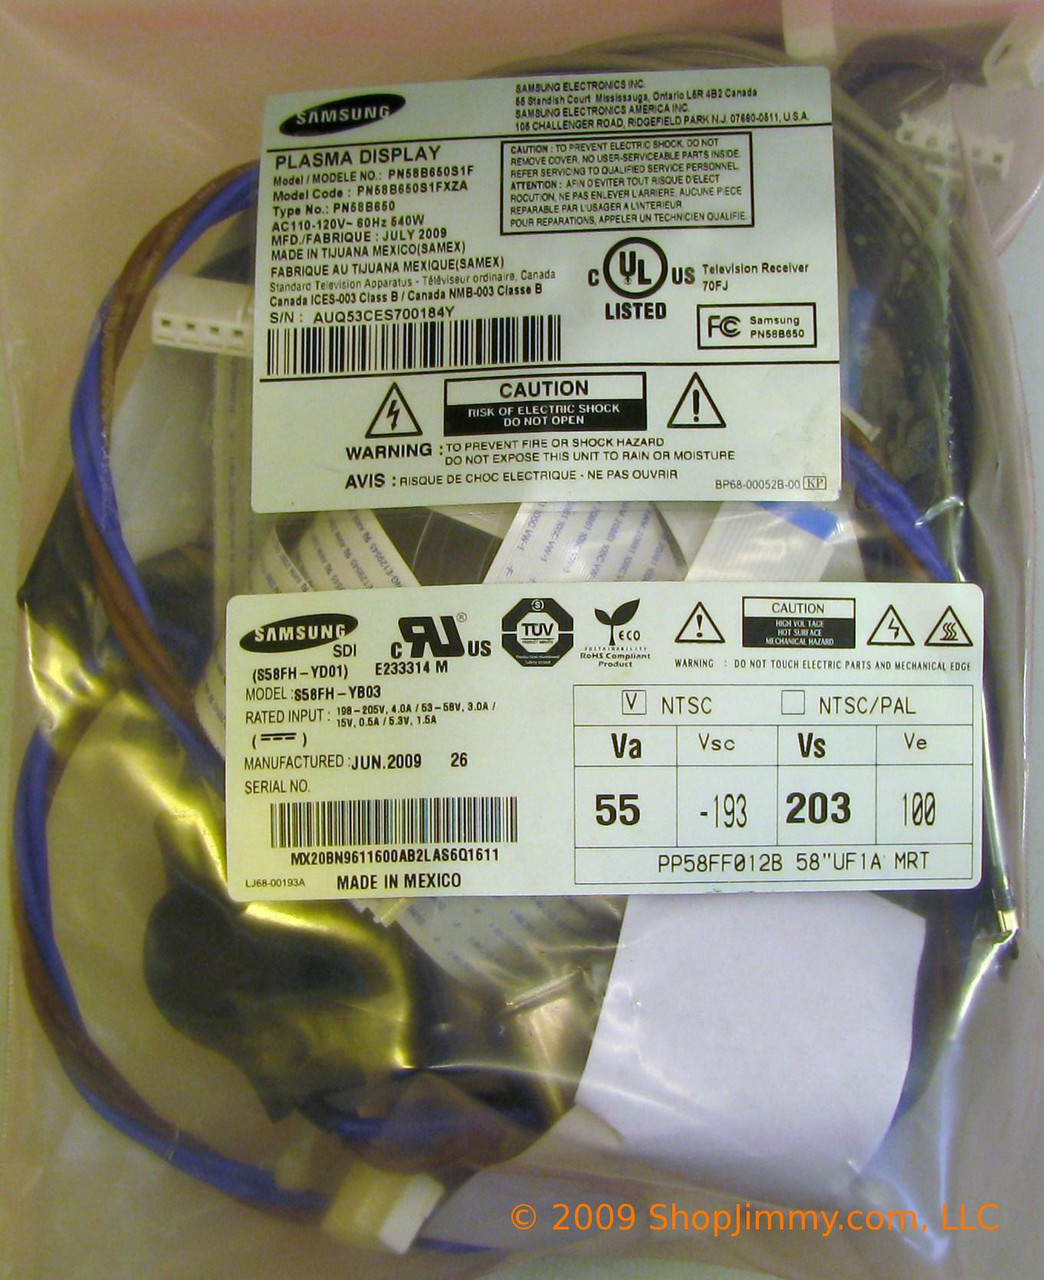 SAMSUNG
SAMSUNG ELECTRONICS INC.
55 Standish Court Mississauga, Ontario L5R 4B2 Canada
SAMSUNG ELECTRONICS AMERICA INC.
105 CHALLENGER ROAD, RIDGEFIELD PARK N.J. 07660-0511, U.S.A.
PLASMA DISPLAY
Model / MODELE NO.: PN58B650S1F
Model Code : PN58B650S1FXZA
Type No.: PN58B650
AC110-120V~ 60Hz 540W
MFD./FABRIQUE : JULY 2009
MADE IN TIJUANA MEXICO(SAMEX)
FABRIQUE AU TIJUANA MEXIQUE(SAMEX)
Standard Television Apparatus - Téléviseur ordinaire, Canada
Canada ICES-003 Class B / Canada NMB-003 Classe B
S/N : AUQ53CES700184Y
CAUTION : TO PREVENT ELECTRIC SHOCK, DO NOT
REMOVE COVER. NO USER-SERVICEABLE PARTS INSIDE.
REFER SERVICING TO QUALIFIED SERVICE PERSONNEL.
ATTENTION : AFIN D'EVITER TOUT RISQUE D'ELECT
ROCUTION, NE PAS ENLEVER L'ARRIERE, AUCUNE PIECE
REPARABLE PAR L'USAGER A L'INTERIEUR.
POUR REPARATIONS, APPELER UN TECHNICIEN QUALIFIE.
C UL US
LISTED
Television Receiver
70FJ
FC Samsung
PN58B650
CAUTION
RISK OF ELECTRIC SHOCK
DO NOT OPEN
WARNING : TO PREVENT FIRE OR SHOCK HAZARD
DO NOT EXPOSE THIS UNIT TO RAIN OR MOISTURE
AVIS : RISQUE DE CHOC ELECTRIQUE - NE PAS OUVRIR
BP68-00052B-00 KP
SAMSUNG
SDI
C RU ® US
E233314 M
(S58FH-YD01)
MODEL : S58FH-YB03
RATED INPUT : 198-205V, 4.0A / 53-58V, 3.0A /
15V, 0.5A / 5.3V, 1.5A
MANUFACTURED : JUN.2009 26
SERIAL NO.
MX20BN9611600AB2LAS6Q1611
LJ68-00193A
MADE IN MEXICO
S
TÜV
ECO
SUSTAINABILITY
RoHS Compliant
Product
CAUTION
HIGH VOLTAGE
HOT SURFACE
MECHANICAL HAZARD
WARNING : DO NOT TOUCH ELECTRIC PARTS AND MECHANICAL EDGE
V NTSC
NTSC/PAL
Va Vsc Vs Ve
55 -193 203 100
PP58FF012B 58"UF1A MRT
© 2009 ShopJimmy.com, LLC